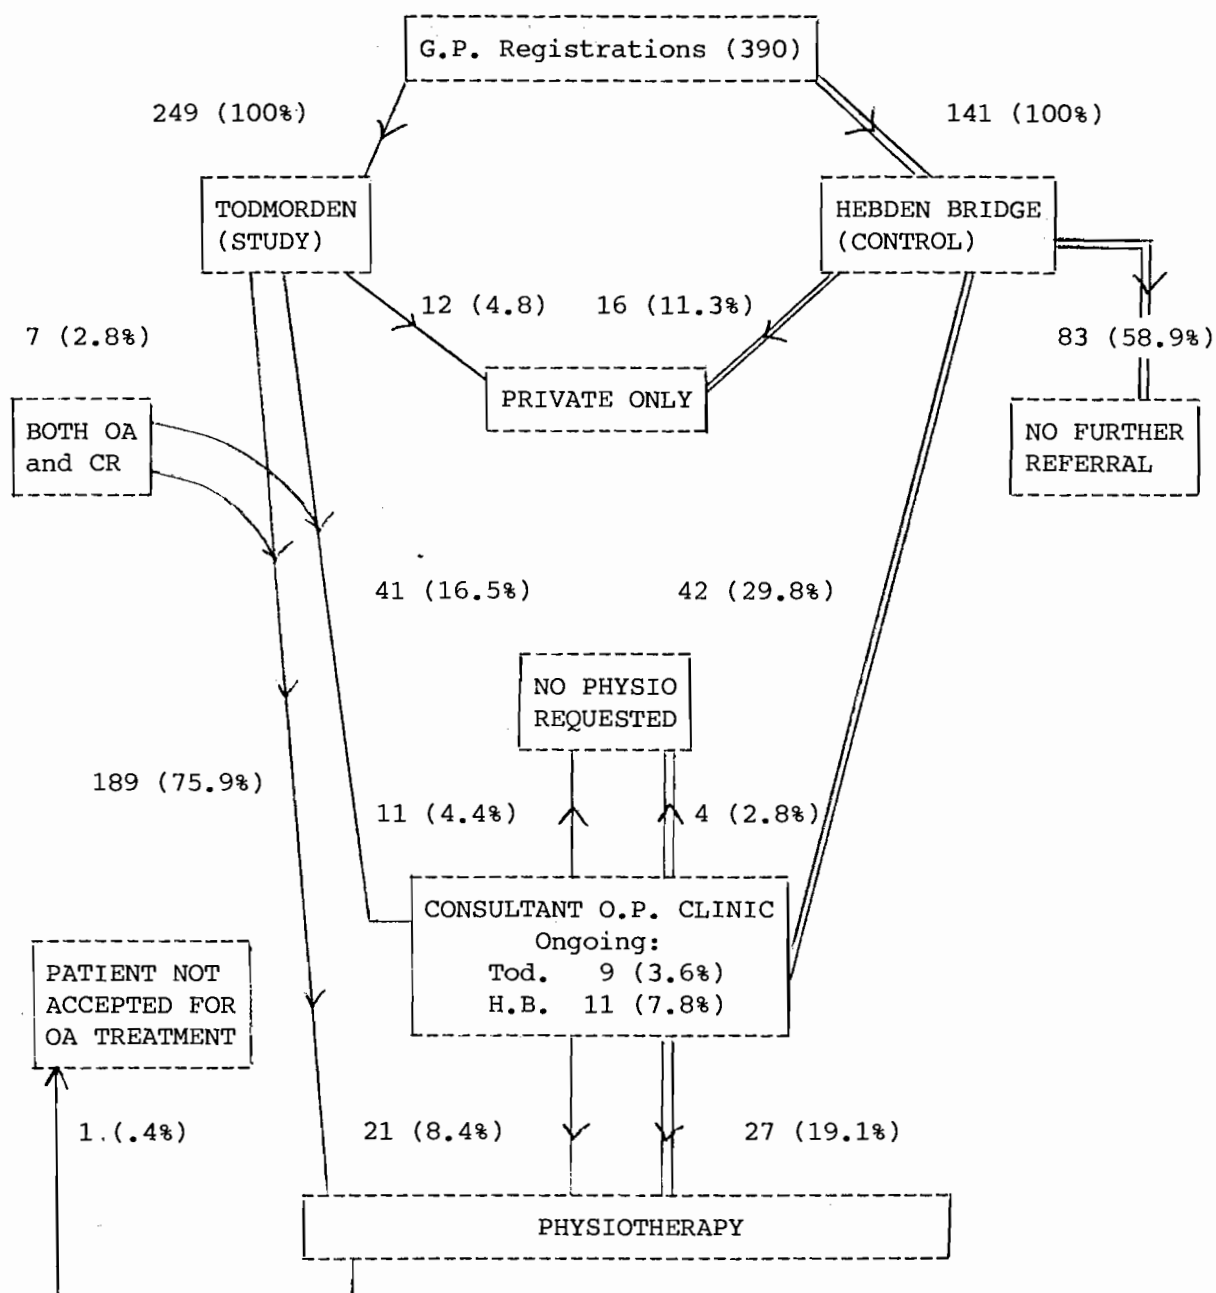 G.P. Registrations (390)
249 (100%)
141 (100%)
TODMORDEN
(STUDY)
HEBDEN BRIDGE
(CONTROL)
12 (4.8)
16 (11.3%)
7 (2.8%)
83 (58.9%)
PRIVATE ONLY
BOTH OA
and CR
NO FURTHER
REFERRAL
41 (16.5%)
42 (29.8%)
NO PHYSIO
REQUESTED
189 (75.9%)
11 (4.4%)
4 (2.8%)
CONSULTANT O.P. CLINIC
Ongoing:
Tod. 9 (3.6%)
H.B. 11 (7.8%)
PATIENT NOT
ACCEPTED FOR
OA TREATMENT
1 (.4%)
21 (8.4%)
27 (19.1%)
PHYSIOTHERAPY